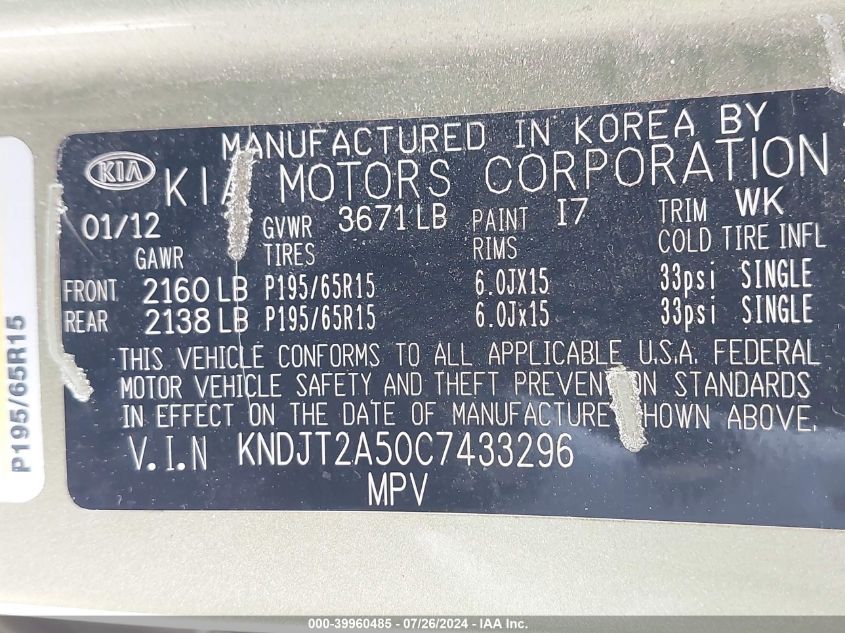 MANUFACTURED IN KOREA BY
KIA
KIA MOTORS CORPORATION
01/12 GVWR 3671LB PAINT I7 TRIM WK
GAWR TIRES RIMS COLD TIRE INFL
FRONT 2160 LB P195/65R15 6.0JX15 33psi SINGLE
REAR 2138 LB P195/65R15 6.0Jx15 33psi SINGLE
THIS VEHICLE CONFORMS TO ALL APPLICABLE U.S.A. FEDERAL
MOTOR VEHICLE SAFETY AND THEFT PREVENTION STANDARDS
IN EFFECT ON THE DATE OF MANUFACTURE SHOWN ABOVE.
V.I.N KNDJT2A50C7433296
MPV
P195/65R15
000-39960485 / 07/26/2024 - IAA Inc.